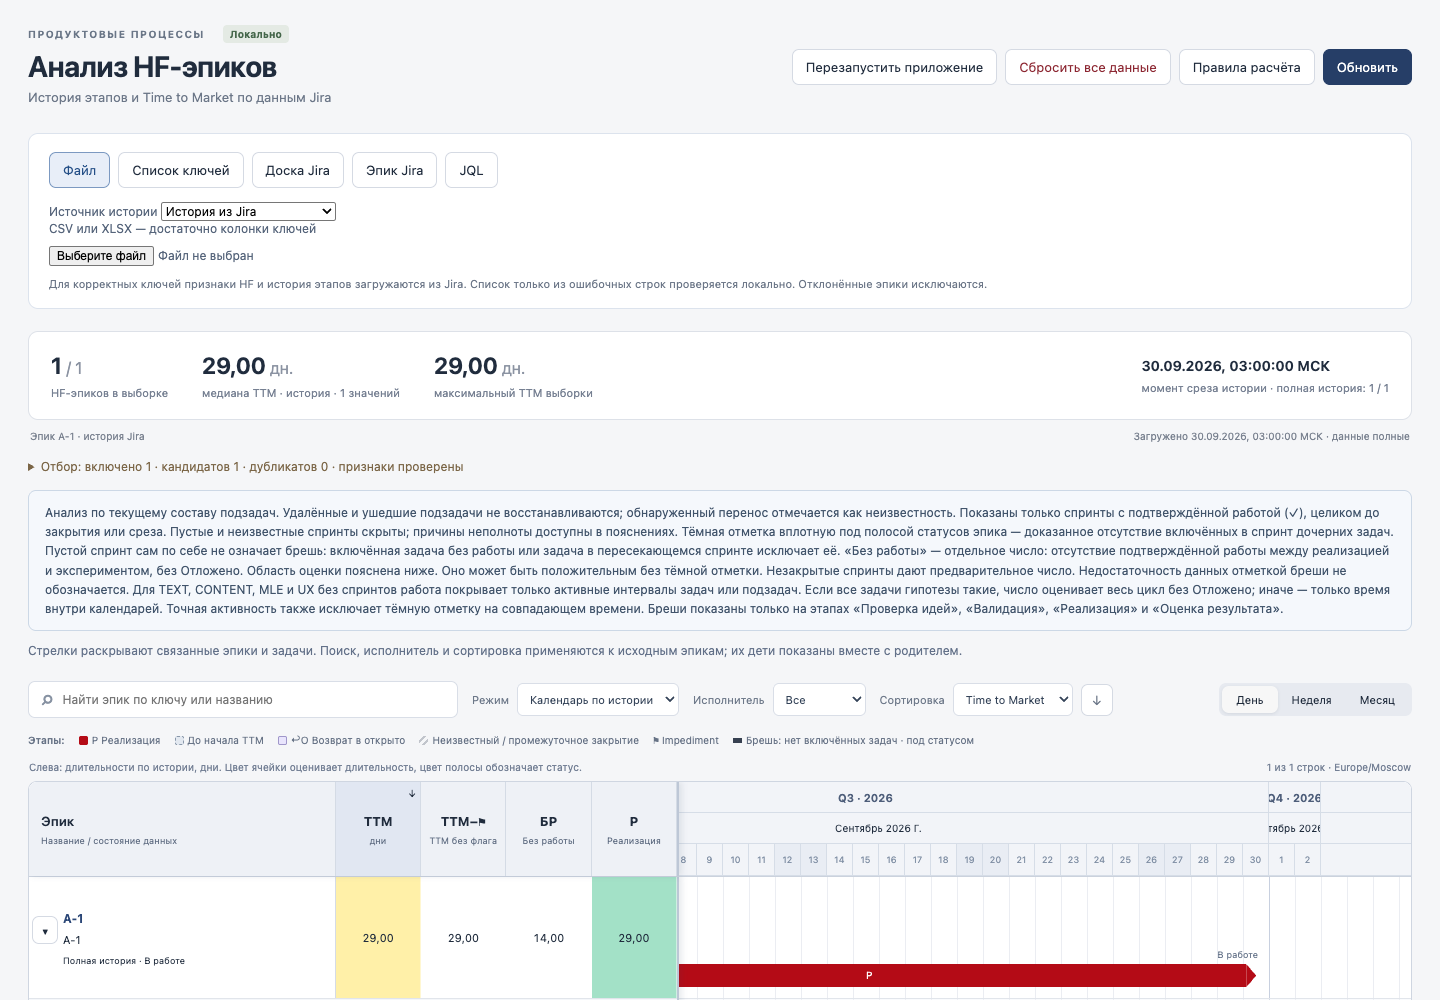 ПРОДУКТОВЫЕ ПРОЦЕССЫ Локально
Анализ HF-эпиков
История этапов и Time to Market по данным Jira
Перезапустить приложение Сбросить все данные Правила расчёта Обновить
Файл Список ключей Доска Jira Эпик Jira JQL
Источник истории История из Jira
CSV или XLSX — достаточно колонки ключей
Выберите файл Файл не выбран
Для корректных ключей признаки HF и история этапов загружаются из Jira. Список только из ошибочных строк проверяется локально. Отклонённые эпики исключаются.
1 / 1 29,00 дн. 29,00 дн. 30.09.2026, 03:00:00 МСК
HF-эпиков в выборке медиана ТТМ · история · 1 значений максимальный ТТМ выборки момент среза истории · полная история: 1 / 1
Эпик A-1 · история Jira Загружено 30.09.2026, 03:00:00 МСК · данные полные
Отбор: включено 1 · кандидатов 1 · дубликатов 0 · признаки проверены
Анализ по текущему составу подзадач. Удалённые и ушедшие подзадачи не восстанавливаются; обнаруженный перенос отмечается как неизвестность. Показаны только спринты с подтверждённой работой (✓), целиком до
закрытия или среза. Пустые и неизвестные спринты скрыты; причины неполноты доступны в пояснениях. Тёмная отметка вплотную под полосой статусов эпика — доказанное отсутствие включённых в спринт дочерних задач.
Пустой спринт сам по себе не означает брешь: включённая задача без работы или задача в пересекающемся спринте исключает её. «Без работы» — отдельное число: отсутствие подтверждённой работы между реализацией
и экспериментом, без Отложено. Область оценки пояснена ниже. Оно может быть положительным без тёмной отметки. Незакрытые спринты дают предварительное число. Недостаточность данных отметкой бреши не
обозначается. Для TEXT, CONTENT, MLE и UX без спринтов работа покрывает только активные интервалы задач или подзадач. Если все задачи гипотезы такие, число оценивает весь цикл без Отложено; иначе — только время
внутри календарей. Точная активность также исключает тёмную отметку на совпадающем времени. Бреши показаны только на этапах «Проверка идей», «Валидация», «Реализация» и «Оценка результата».
Стрелки раскрывают связанные эпики и задачи. Поиск, исполнитель и сортировка применяются к исходным эпикам; их дети показаны вместе с родителем.
Найти эпик по ключу или названию Режим Календарь по истории Исполнитель Все Сортировка Time to Market ↓ День Неделя Месяц
Этапы: Р Реализация До начала ТТМ ↩О Возврат в открыто Неизвестный / промежуточное закрытие ⚑ Impediment Брешь: нет включённых задач · под статусом
Слева: длительности по истории, дни. Цвет ячейки оценивает длительность, цвет полосы обозначает статус. 1 из 1 строк · Europe/Moscow
↓ Q3 · 2026 Q4 · 2026
Эпик ТТМ ТТМ–⚑ БР Р Сентябрь 2026 Г. тябрь 2026
Название / состояние данных дни ТТМ без флага Без работы Реализация
8 9 10 11 12 13 14 15 16 17 18 19 20 21 22 23 24 25 26 27 28 29 30 1 2
▼ A-1
A-1 29,00 29,00 14,00 29,00
Полная история · В работе В работе
Р